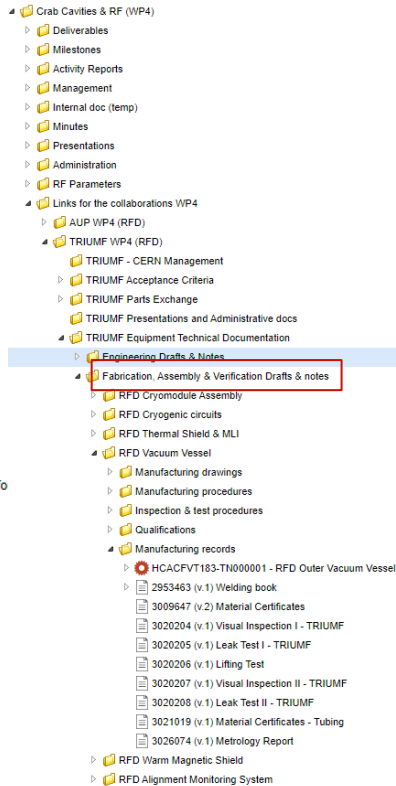 Crab Cavities & RF (WP4)
Deliverables
Milestones
Activity Reports
Management
Internal doc (temp)
Minutes
Presentations
Administration
RF Parameters
Links for the collaborations WP4
AUP WP4 (RFD)
TRIUMF WP4 (RFD)
TRIUMF - CERN Management
TRIUMF Acceptance Criteria
TRIUMF Parts Exchange
TRIUMF Presentations and Administrative docs
TRIUMF Equipment Technical Documentation
Engineering Drafts & Notes
Fabrication, Assembly & Verification Drafts & notes
RFD Cryomodule Assembly
RFD Cryogenic circuits
RFD Thermal Shield & MLI
RFD Vacuum Vessel
Manufacturing drawings
Manufacturing procedures
Inspection & test procedures
Qualifications
Manufacturing records
HCACFVT183-TN000001 - RFD Outer Vacuum Vessel
2953463 (v.1) Welding book
3009647 (v.2) Material Certificates
3020204 (v.1) Visual Inspection I - TRIUMF
3020205 (v.1) Leak Test I - TRIUMF
3020206 (v.1) Lifting Test
3020207 (v.1) Visual Inspection II - TRIUMF
3020208 (v.1) Leak Test II - TRIUMF
3021019 (v.1) Material Certificates - Tubing
3026074 (v.1) Metrology Report
RFD Warm Magnetic Shield
RFD Alignment Monitoring System